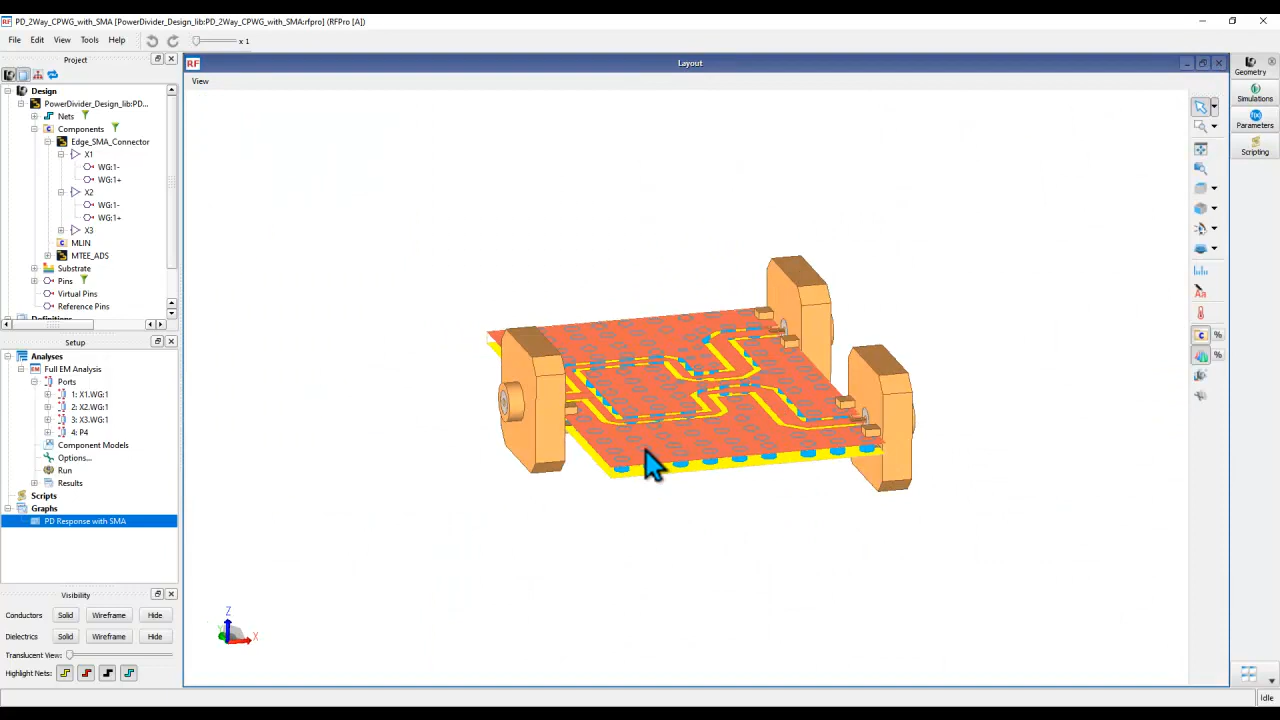 PD_2Way_CPWG_with_SMA [PowerDivider_Design_lib:PD_2Way_CPWG_with_SMA:rfpro] (RFPro [A])
File Edit View Tools Help x 1
Project
Design
PowerDivider_Design_lib:PD...
Nets
Components
Edge_SMA_Connector
X1
WG:1-
WG:1+
X2
WG:1-
WG:1+
X3
MLIN
MTEE_ADS
Substrate
Pins
Virtual Pins
Reference Pins
Setup
Analyses
Full EM Analysis
Ports
1: X1.WG:1
2: X2.WG:1
3: X3.WG:1
4: P4
Component Models
Options...
Run
Results
Scripts
Graphs
PD Response with SMA
Visibility
Conductors Solid Wireframe Hide
Dielectrics Solid Wireframe Hide
Translucent View:
Highlight Nets:
RF Layout
View
Z
X
Geometry
Simulations
Parameters
Scripting
Idle